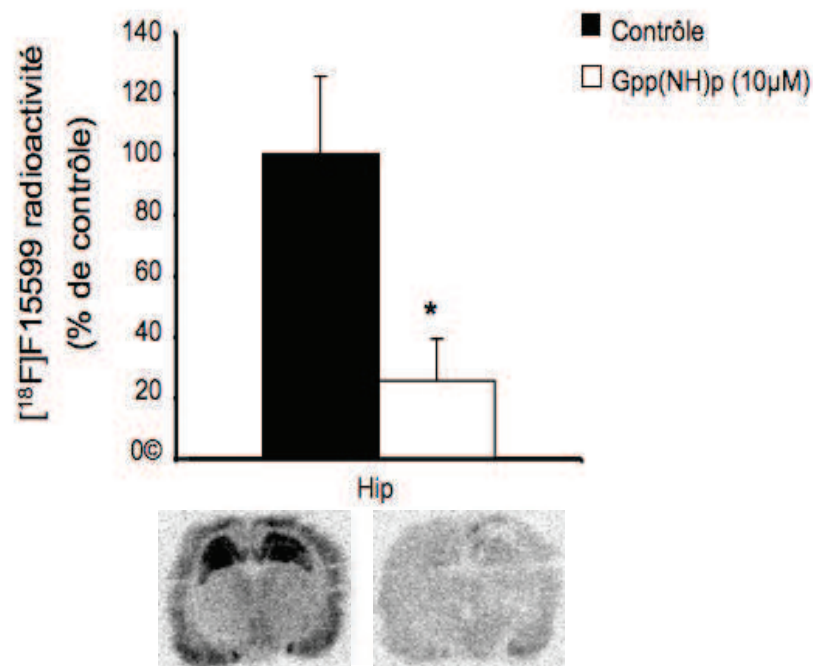 [¹⁸F]F15599 radioactivité
(% de contrôle)
140
120
100
80
60
40
20
0©
*
Hip
Contrôle
Gpp(NH)p (10µM)